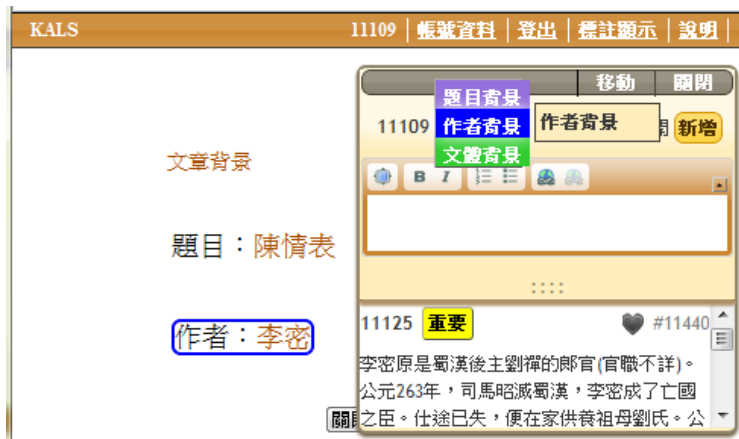 KALS 11109 | 帳號資料 | 登出 | 標註顯示 | 說明 |
移動 關閉
題目背景
11109 作者背景 作者背景 新增
文體背景
文章背景
B I
題目：陳情表
作者：李密
11125 重要 #11440
李密原是蜀漢後主劉禪的郎官(官職不詳)。
公元263年，司馬昭滅蜀漢，李密成了亡國
之臣。仕途已失，便在家供養祖母劉氏。公